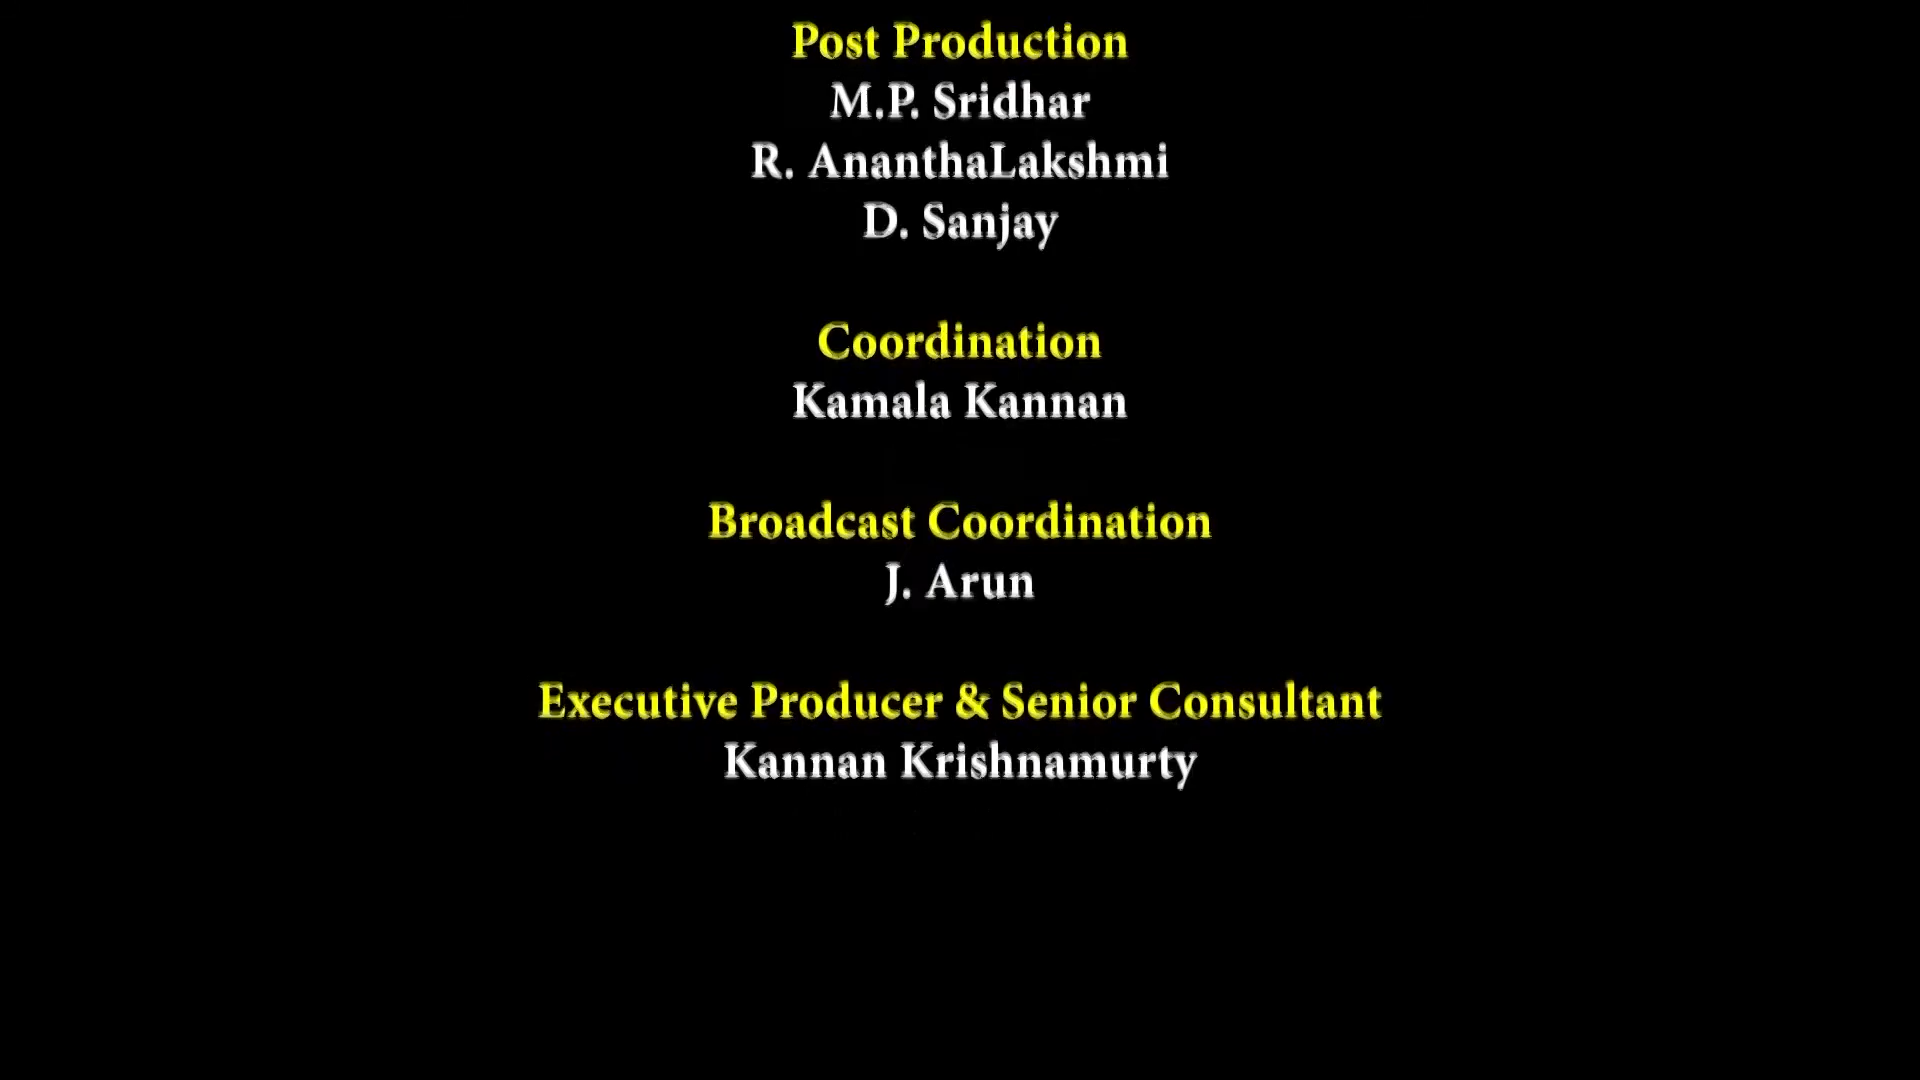 Post Production
M.P. Sridhar
R. AnanthaLakshmi
D. Sanjay
Coordination
Kamala Kannan
Broadcast Coordination
J. Arun
Executive Producer & Senior Consultant
Kannan Krishnamurty